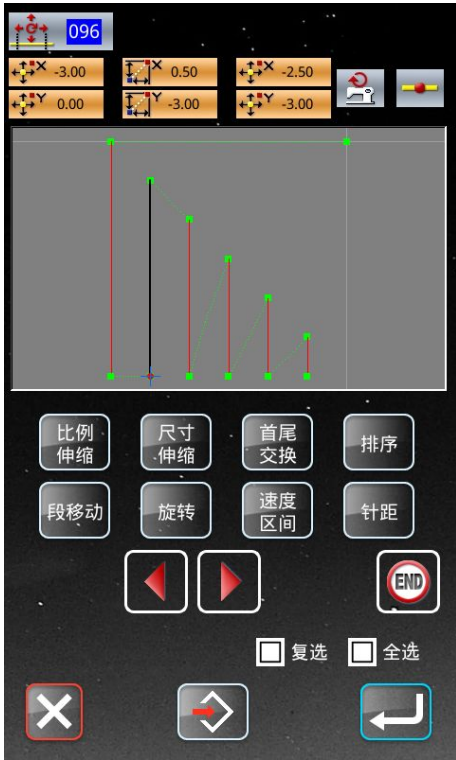 096
X -3.00 X 0.50 X -2.50
Y 0.00 Y -3.00 Y -3.00
比例
伸缩
尺寸
伸缩
首尾
交换
排序
段移动
旋转
速度
区间
针距
END
复选 全选